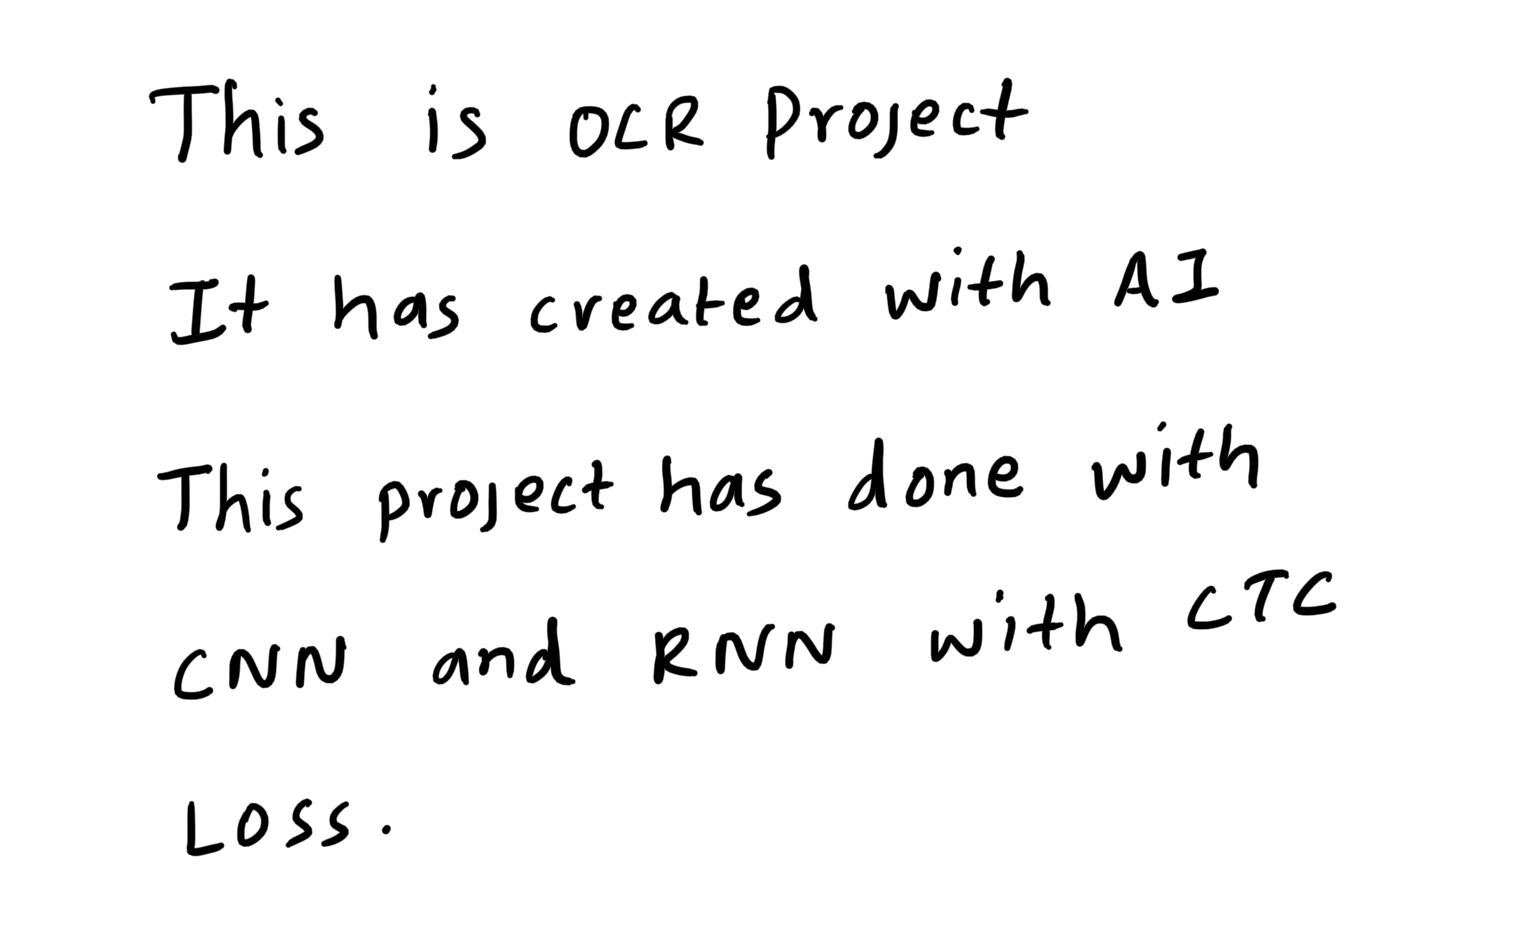 This is OCR Project
It has created with AI
This project has done with
CNN and RNN with CTC
Loss.